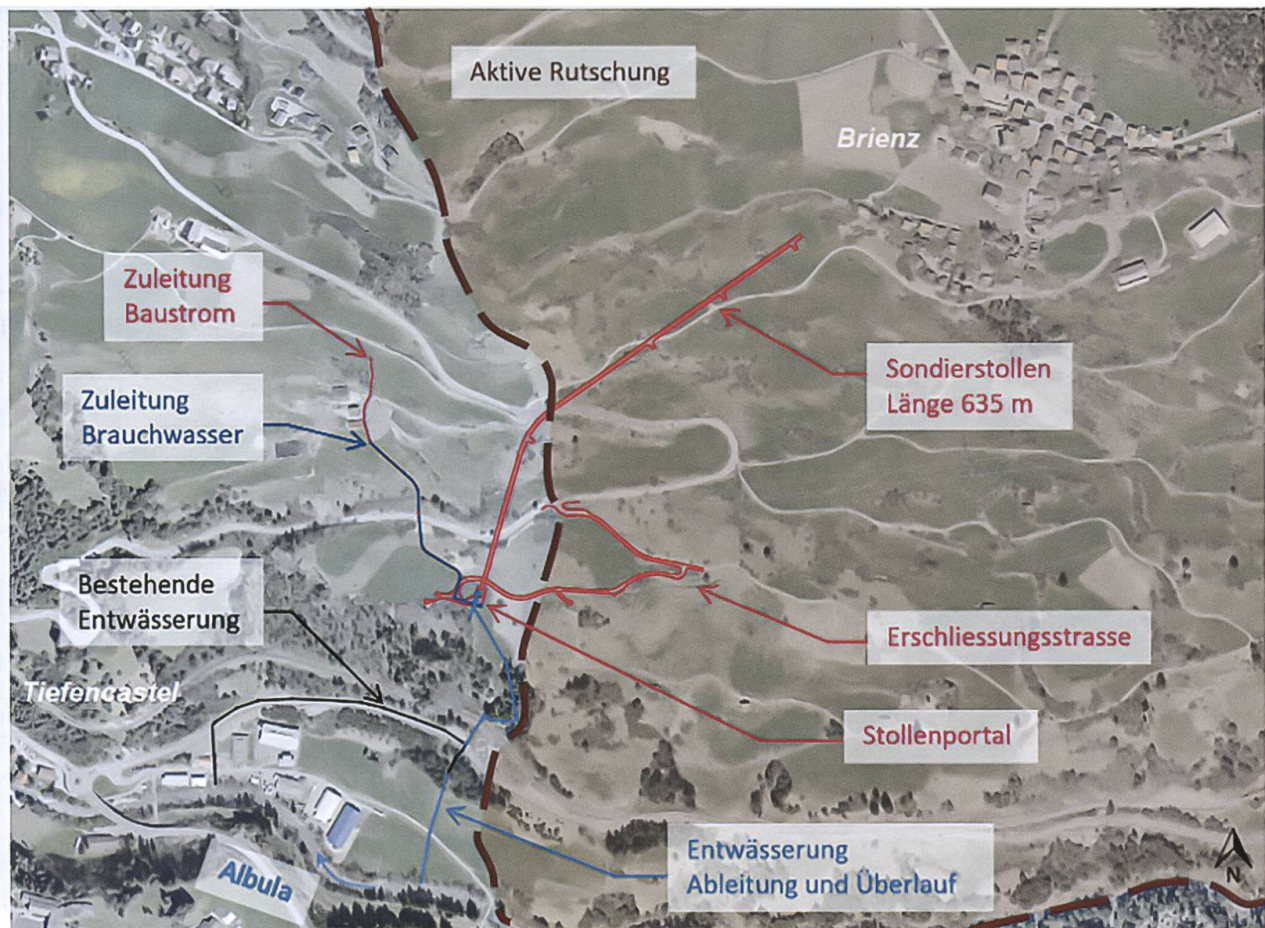 Aktive Rutschung
Brienz
Zuleitung
Baustrom
Sondierstollen
Länge 635 m
Zuleitung
Brauchwasser
Bestehende
Entwässerung
Erschliessungsstrasse
Tiefencastel
Stollenportal
Entwässerung
Ableitung und Überlauf
Albula
N